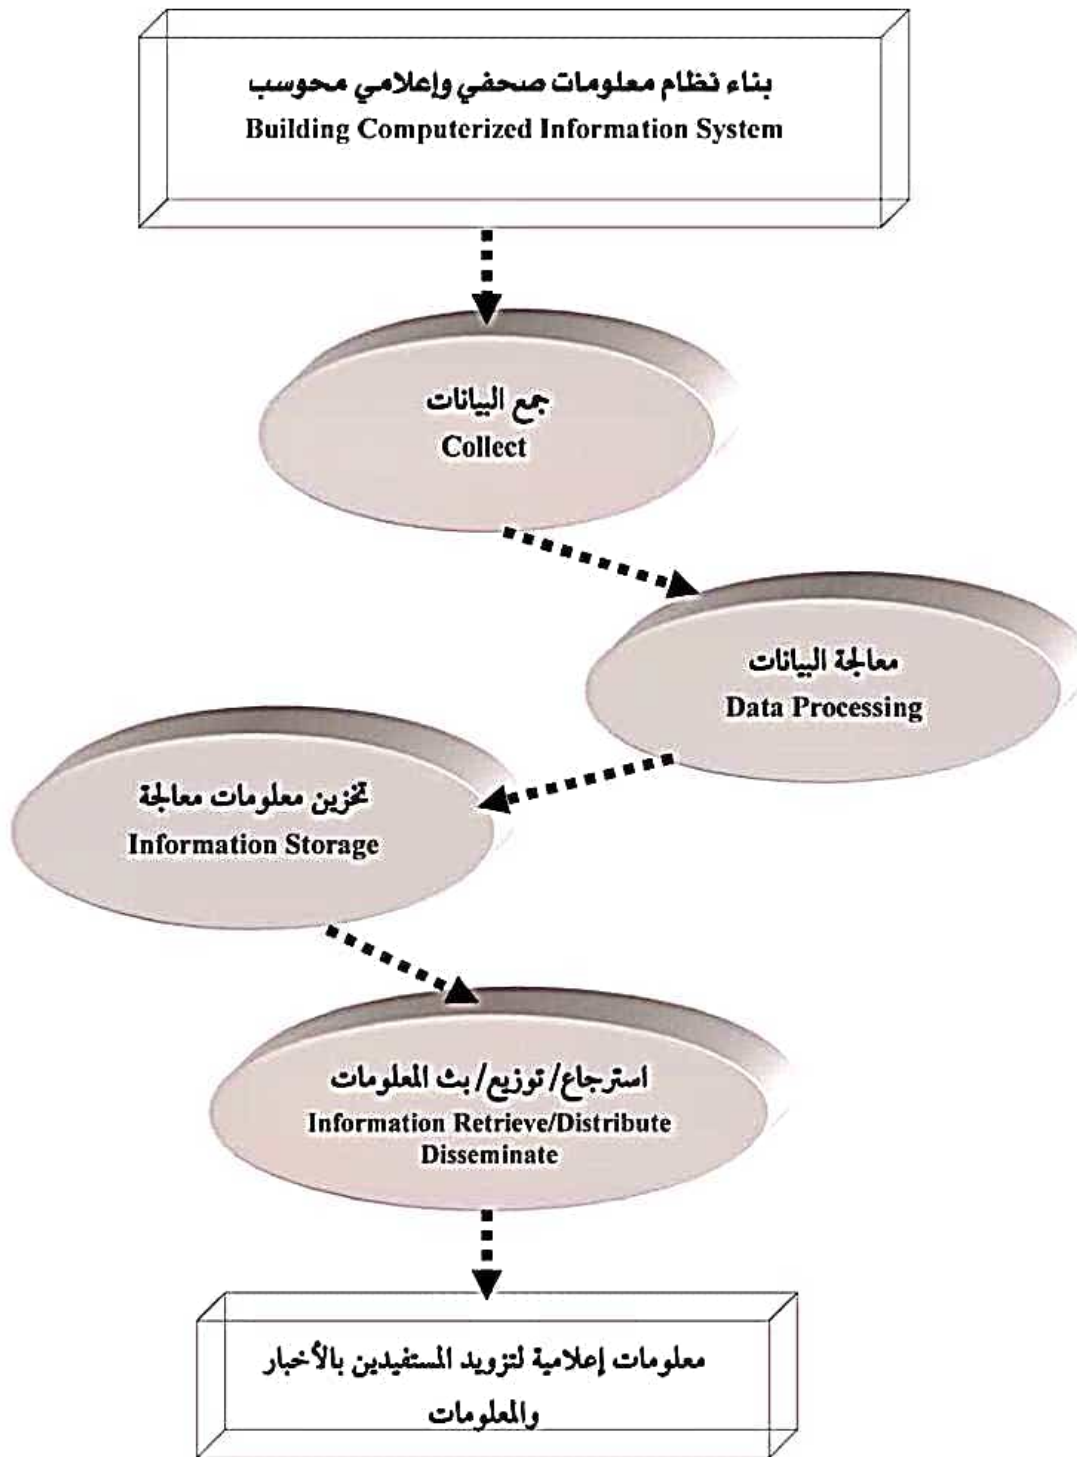 بناء نظام معلومات صحفي وإعلامي محوسب
Building Computerized Information System
جمع البيانات
Collect
معالجة البيانات
Data Processing
تخزين معلومات معالجة
Information Storage
استرجاع/ توزيع/ بث المعلومات
Information Retrieve/Distribute
Disseminate
معلومات إعلامية لتزويد المستفيدين بالأخبار
والمعلومات